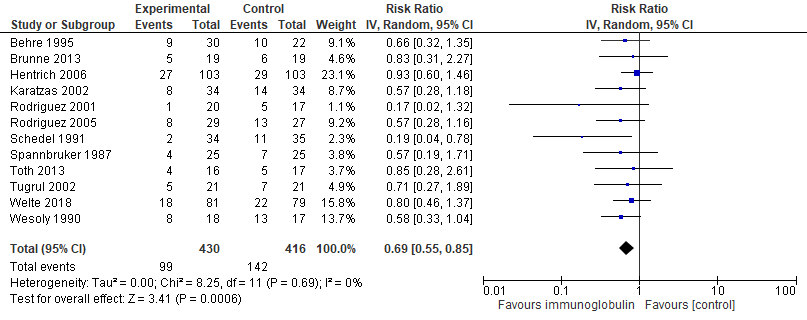 Experimental Control Risk Ratio Risk Ratio
Study or Subgroup Events Total Events Total Weight IV, Random, 95% CI IV, Random, 95% CI
Behre 1995 9 30 10 22 9.1% 0.66 [0.32, 1.35]
Brunne 2013 5 19 6 19 4.6% 0.83 [0.31, 2.27]
Hentrich 2006 27 103 29 103 23.3% 0.93 [0.60, 1.46]
Karatzas 2002 8 34 14 34 8.8% 0.57 [0.28, 1.18]
Rodriguez 2001 1 20 5 17 1.1% 0.17 [0.02, 1.32]
Rodriguez 2005 8 29 13 27 9.2% 0.57 [0.28, 1.16]
Schedel 1991 2 34 11 35 2.2% 0.19 [0.04, 0.78]
Spannbruker 1987 4 25 7 25 3.8% 0.57 [0.19, 1.71]
Toth 2013 4 16 5 17 3.7% 0.85 [0.28, 2.61]
Tugrul 2002 5 21 7 21 4.9% 0.71 [0.27, 1.89]
Welte 2018 18 81 22 79 15.8% 0.80 [0.46, 1.37]
Wesoly 1990 8 18 13 17 13.7% 0.58 [0.33, 1.04]
Total (95% CI) 430 416 100.0% 0.69 [0.55, 0.85]
Total events 99 142
Heterogeneity: Tau² = 0.00; Chi² = 8.25, df = 11 (P = 0.69); I² = 0%
Test for overall effect: Z = 3.41 (P = 0.0006)
0.01 0.1 1 10 100
Favours immunoglobulin Favours [control]